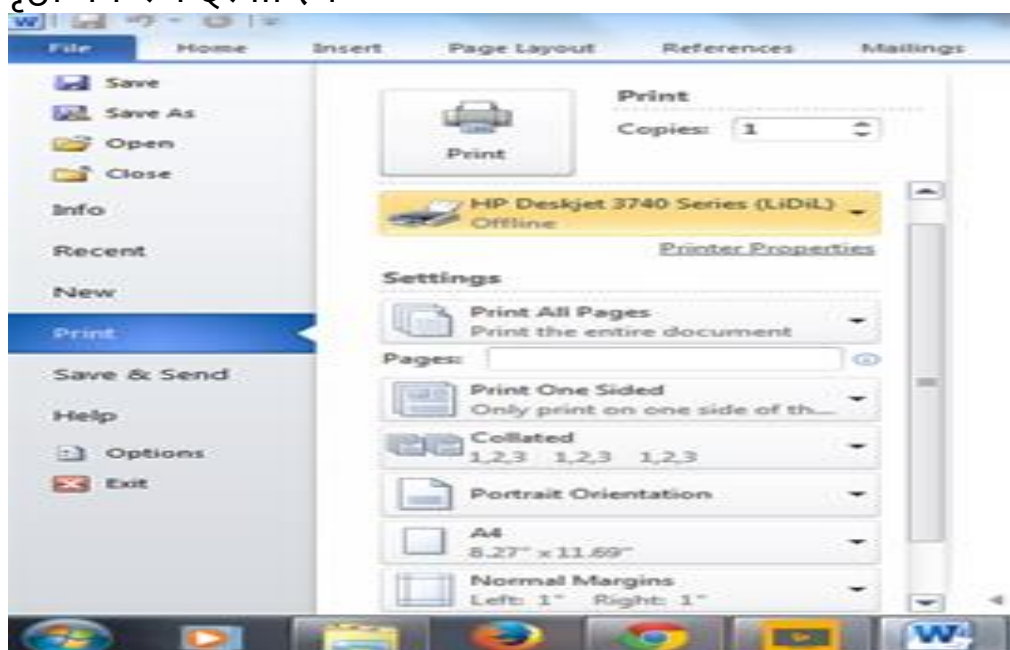 File Home Insert Page Layout References Mailings
Save
Save As
Open
Close
Info
Recent
New
Print
Save & Send
Help
Options
Exit
Print
Print
Copies: 1
HP Deskjet 3740 Series (LiDiL)
Offline
Printer Properties
Settings
Print All Pages
Print the entire document
Pages:
Print One Sided
Only print on one side of th...
Collated
1,2,3 1,2,3 1,2,3
Portrait Orientation
A4
8.27" x 11.69"
Normal Margins
Left: 1" Right: 1"